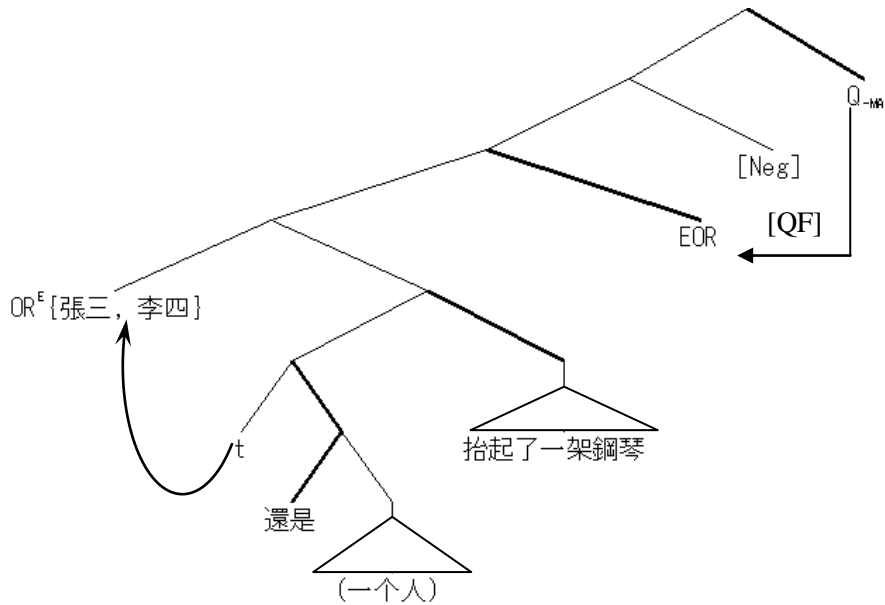 Q-MA
[Neg]
[QF]
EOR
OR^E{張三, 李四}
t
抬起了一架鋼琴
還是
(一个人)